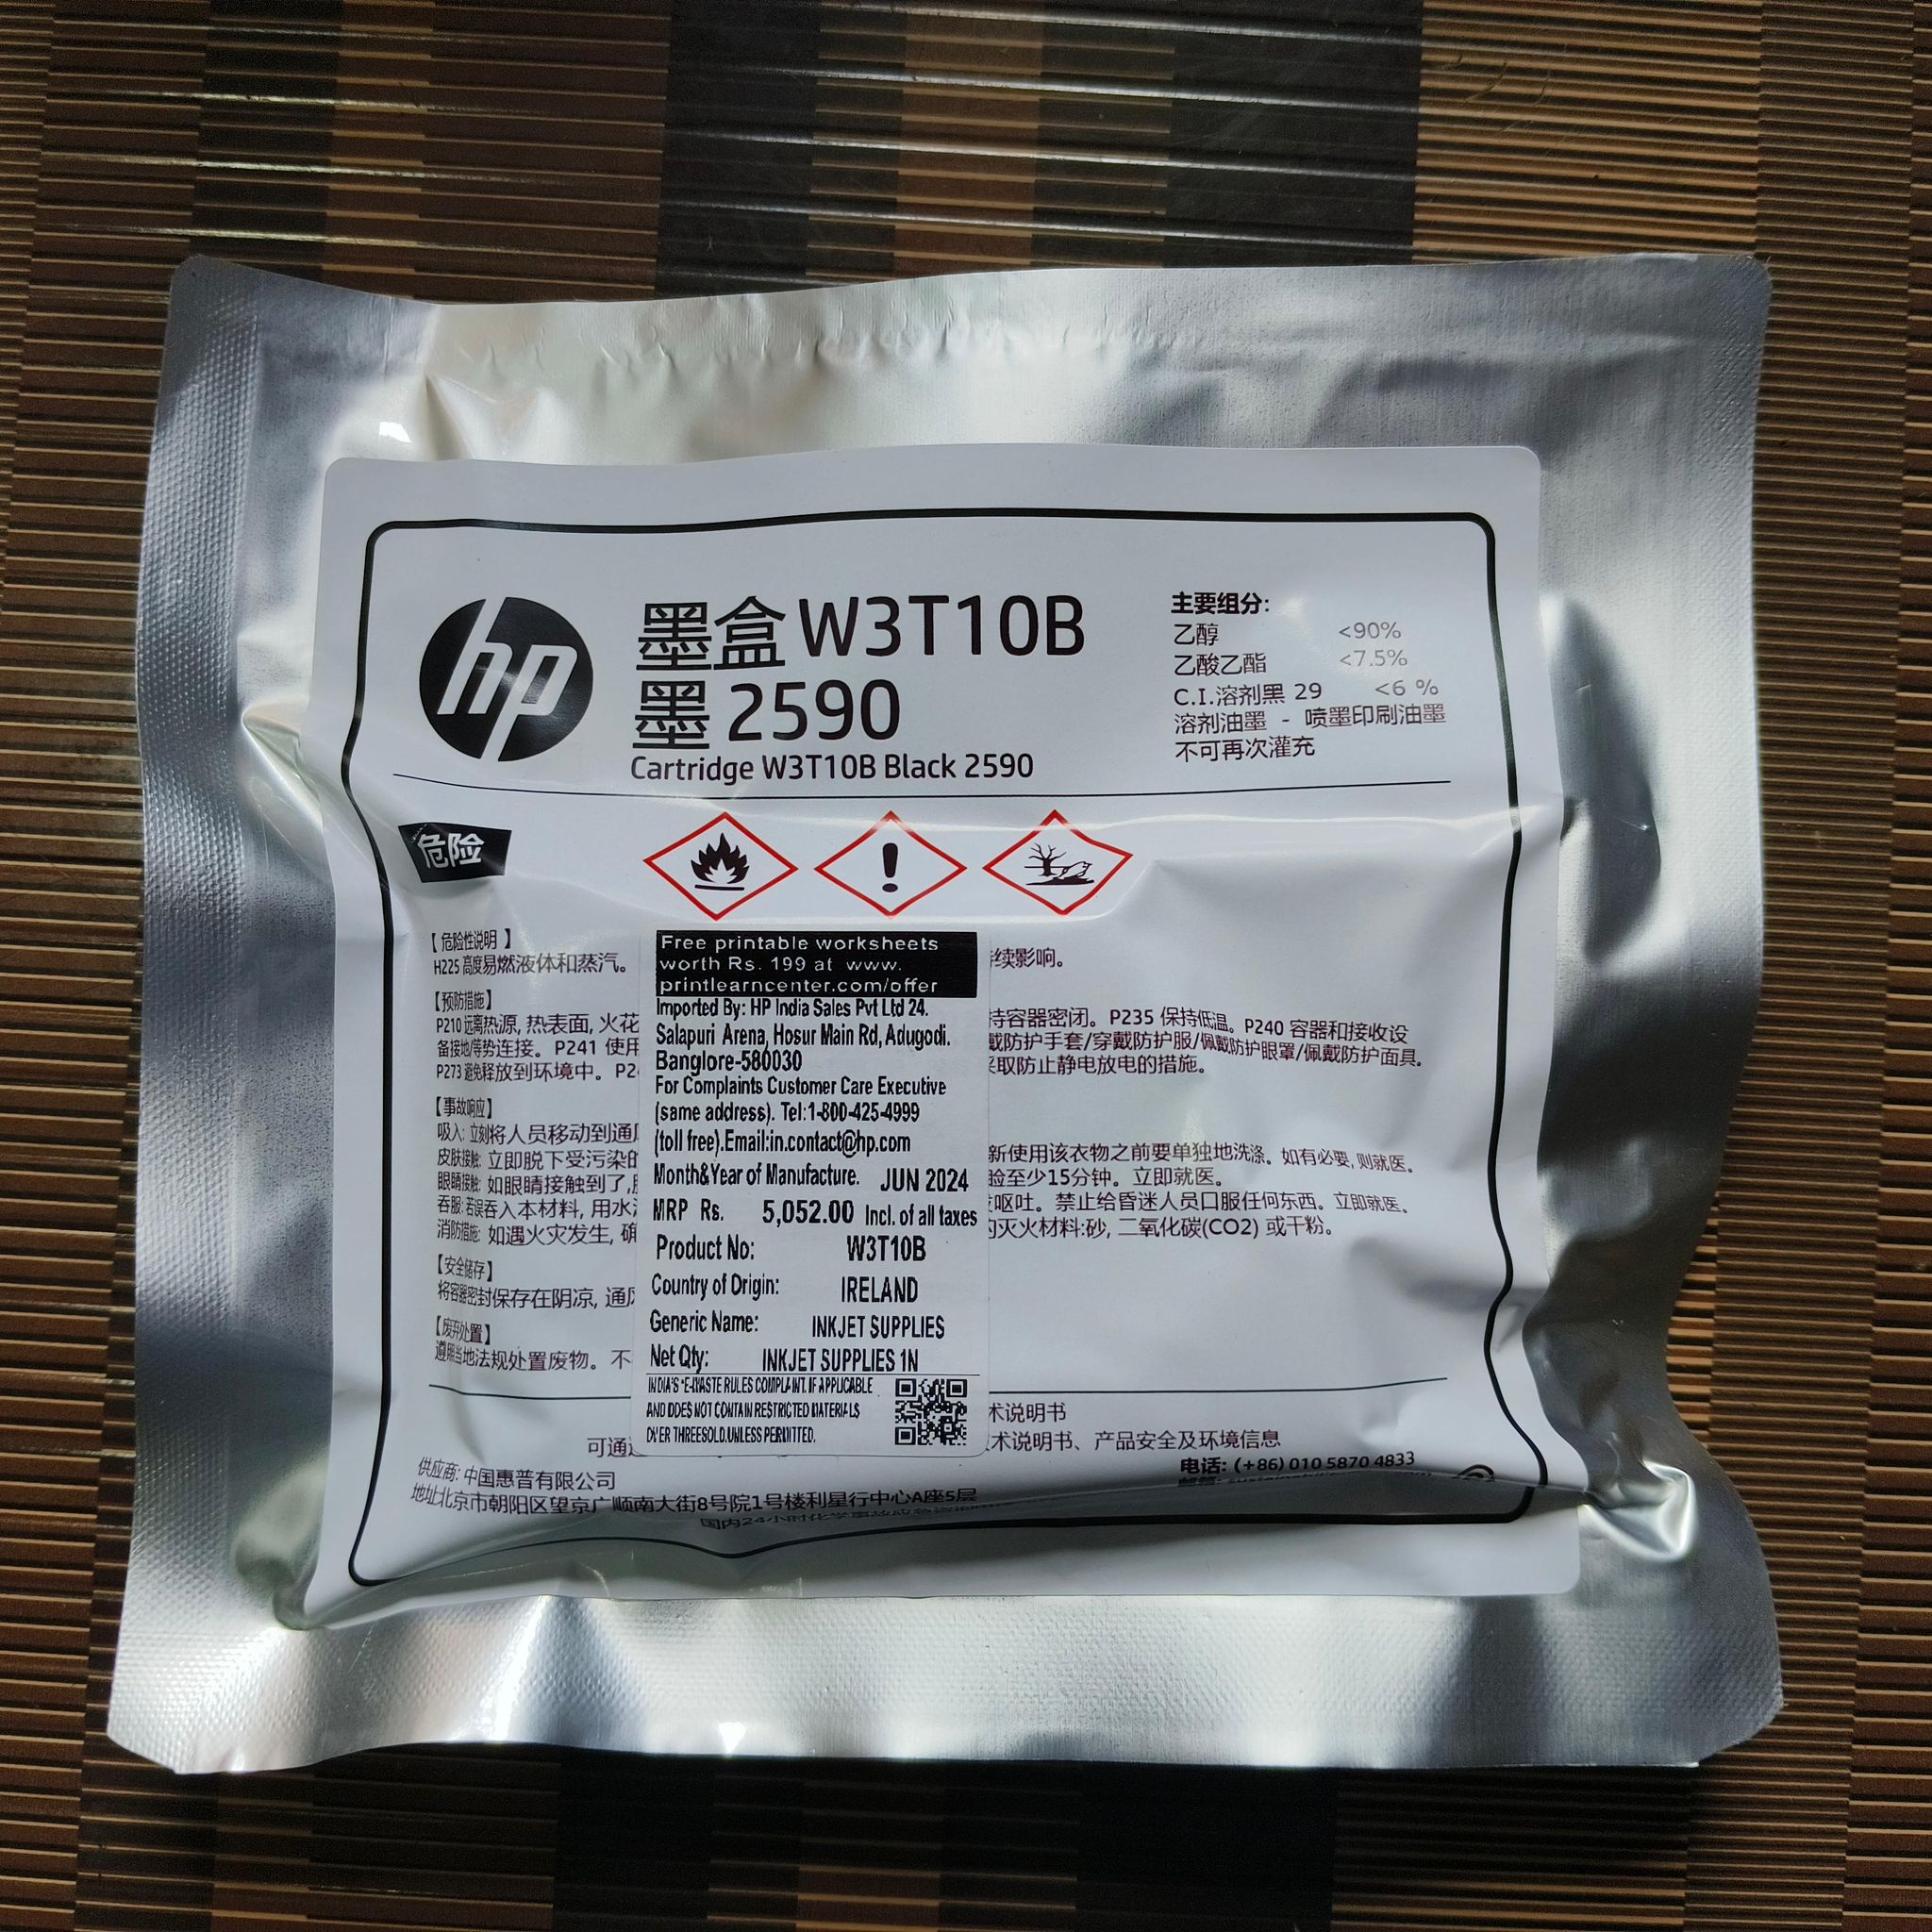 hp
墨盒 W3T10B
墨 2590
Cartridge W3T10B Black 2590
主要组分:
乙醇 <90%
乙酸乙酯 <7.5%
C.I.溶剂黑 29 <6 %
溶剂油墨 - 喷墨印刷油墨
不可再次灌充
危险
【 危险性说明 】
H225 高度易燃液体和蒸汽。
续影响。
【预防措施】
P210 远离热源, 热表面, 火花
持容器密闭。P235 保持低温。P240 容器和接收设
备接地/等势连接。P241 使用
戴防护手套/穿戴防护服/佩戴防护眼罩/佩戴防护面具.
P273 避免释放到环境中。P2
采取防止静电放电的措施。
【事故响应】
吸入: 立刻将人员移动到通
皮肤接触: 立即脱下受污染的
新使用该衣物之前要单独地洗涤。如有必要, 则就医。
眼睛接触: 如眼睛接触到了,
睑至少15分钟。立即就医。
吞服: 若误吞入本材料, 用水
呕吐。禁止给昏迷人员口服任何东西。立即就医。
消防措施: 如遇火灾发生, 确
灭火材料:砂, 二氧化碳(CO2) 或干粉。
【安全储存】
将容器密封保存在阴凉, 通风
【废弃处置】
遵照当地法规处置废物。不
Free printable worksheets
worth Rs. 199 at www.
printlearncenter.com/offer
Imported By: HP India Sales Pvt Ltd 24.
Salapuri Arena, Hosur Main Rd, Adugodi.
Banglore-580030
For Complaints Customer Care Executive
(same address). Tel:1-800-425-4999
(toll free).Email:in.contact@hp.com
Month&Year of Manufacture. JUN 2024
MRP Rs. 5,052.00 Incl. of all taxes
Product No: W3T10B
Country of Origin: IRELAND
Generic Name: INKJET SUPPLIES
Net Qty: INKJET SUPPLIES 1N
INDIA'S "E-WASTE RULES COMPLAINT. IF APPLICABLE
AND DOES NOT CONTAIN RESTRICTED MATERIALS
OVER THREESOLD.UNLESS PERMITTED.
术说明书
可通
技术说明书、产品安全及环境信息
供应商: 中国惠普有限公司
电话: (+86) 010 5870 4833
地址北京市朝阳区望京广顺南大街8号院1号楼利星行中心A座5层
国内24小时化学事故应急咨询